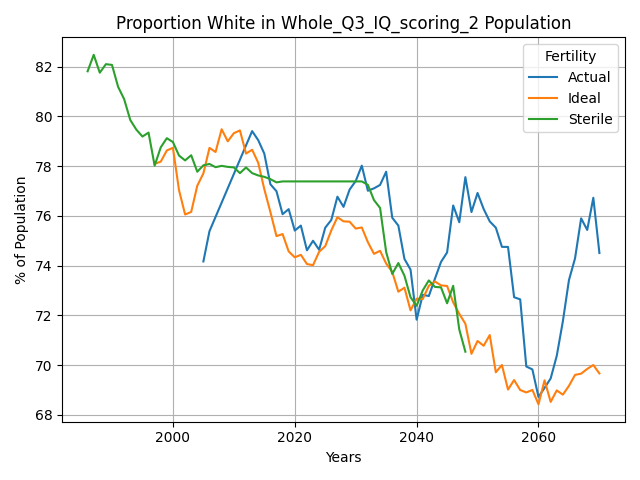 Proportion White in Whole_Q3_IQ_scoring_2 Population
Fertility
Actual
Ideal
Sterile
% of Population
82
80
78
76
74
72
70
68
2000
2020
2040
2060
Years